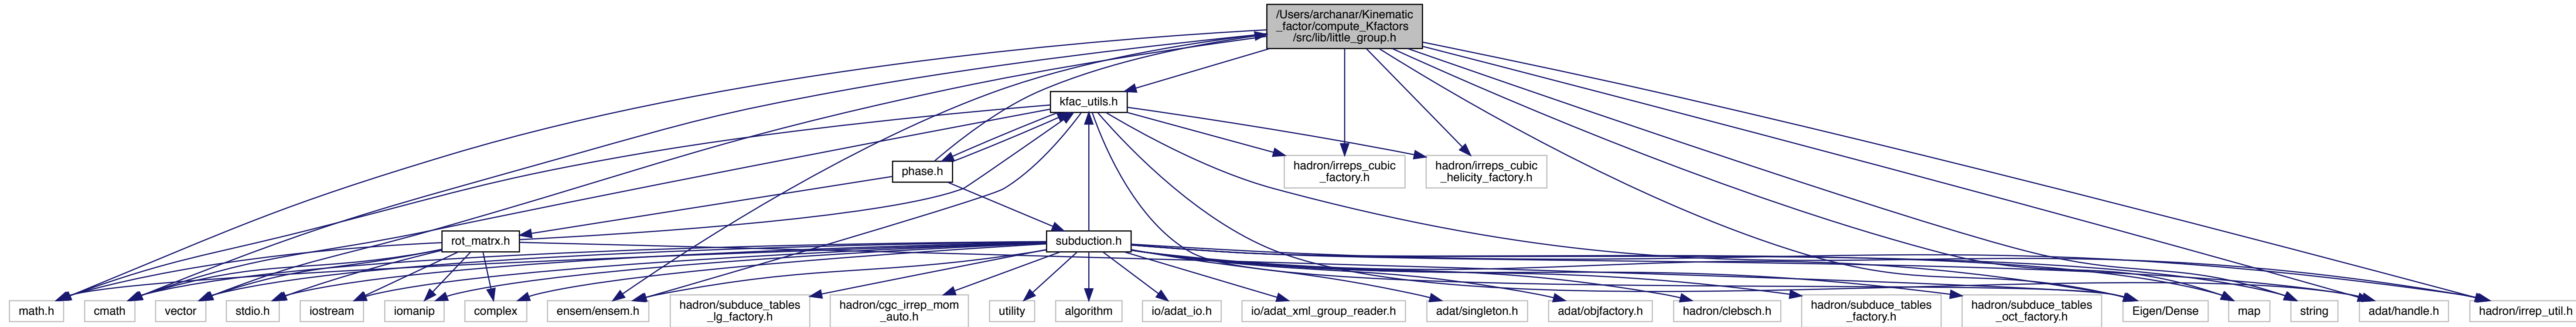 /Users/archanar/Kinematic
_factor/compute_Kfactors
/src/lib/little_group.h
kfac_utils.h
hadron/irreps_cubic
_factory.h
hadron/irreps_cubic
_helicity_factory.h
phase.h
rot_matrx.h
subduction.h
math.h
cmath
vector
stdio.h
iostream
iomanip
complex
ensem/ensem.h
hadron/subduce_tables
_lg_factory.h
hadron/cgc_irrep_mom
_auto.h
utility
algorithm
io/adat_io.h
io/adat_xml_group_reader.h
adat/singleton.h
adat/objfactory.h
hadron/clebsch.h
hadron/subduce_tables
_factory.h
hadron/subduce_tables
_oct_factory.h
Eigen/Dense
map
string
adat/handle.h
hadron/irrep_util.h